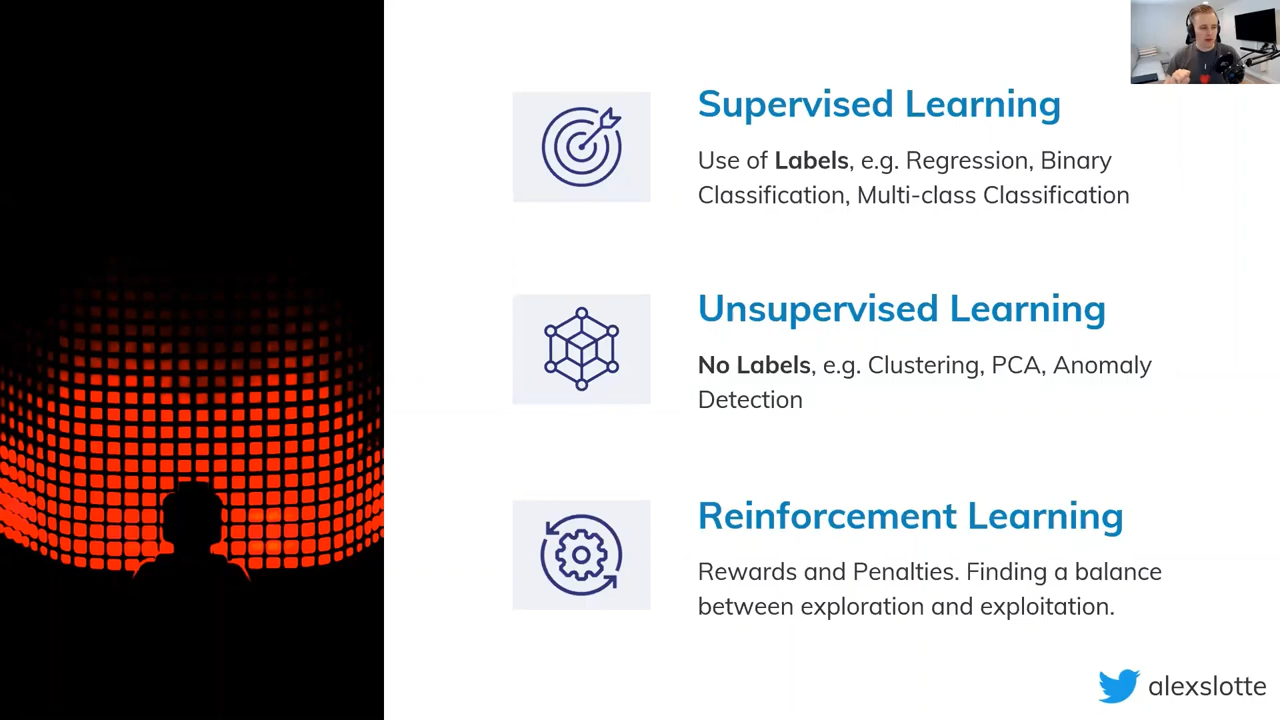 Supervised Learning
Use of Labels, e.g. Regression, Binary
Classification, Multi-class Classification
Unsupervised Learning
No Labels, e.g. Clustering, PCA, Anomaly
Detection
Reinforcement Learning
Rewards and Penalties. Finding a balance
between exploration and exploitation.
alexslotte